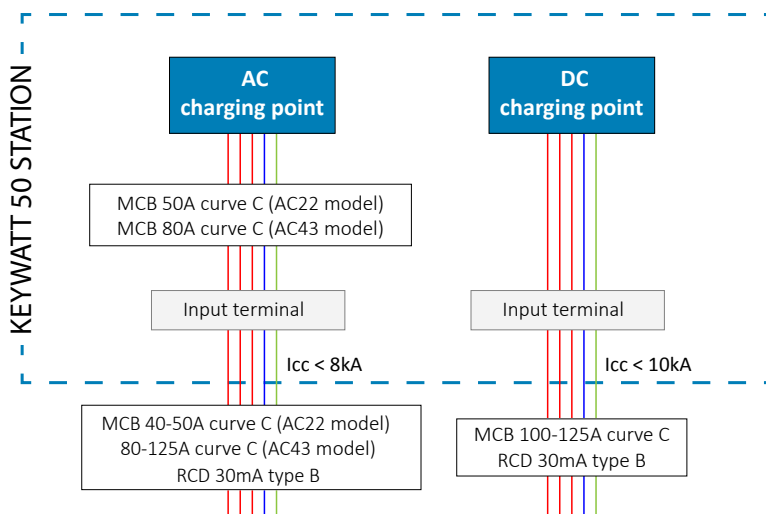 KEYWATT 50 STATION
AC
charging point
DC
charging point
MCB 50A curve C (AC22 model)
MCB 80A curve C (AC43 model)
Input terminal
Input terminal
Icc < 8kA
Icc < 10kA
MCB 40-50A curve C (AC22 model)
80-125A curve C (AC43 model)
RCD 30mA type B
MCB 100-125A curve C
RCD 30mA type B